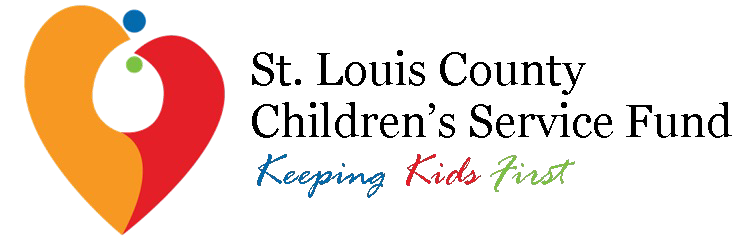 St. Louis County
Children's Service Fund
Keeping Kids First